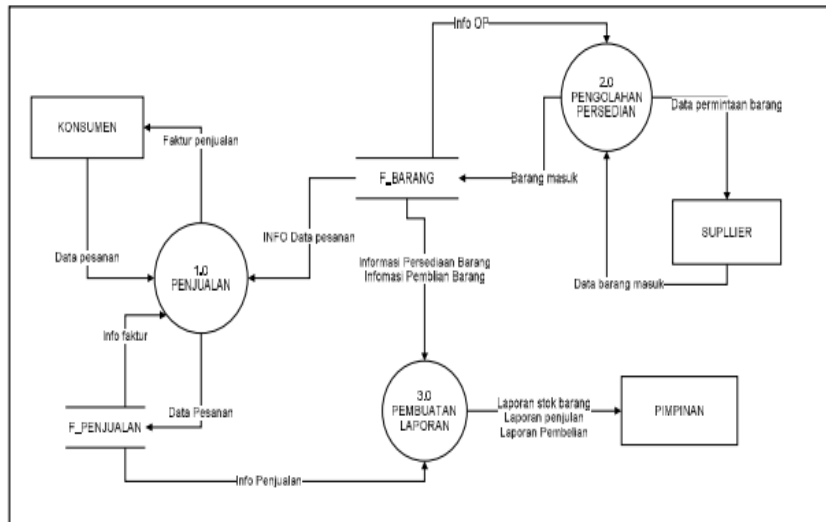 Info OP
2.0
PENGOLAHAN
PERSEDIAN
Data permintaan barang
KONSUMEN
Faktur penjualan
F_BARANG
Barang masuk
SUPLLIER
INFO Data pesanan
Data pesanan
1.0
PENJUALAN
Informasi Persediaan Barang
Infomasi Pemblian Barang
Data barang masuk
Info faktur
3.0
PEMBUATAN
LAPORAN
Laporan stok barang
Laporan penjulan
Laporan Pembelian
PIMPINAN
Data Pesanan
F_PENJUALAN
Info Penjualan